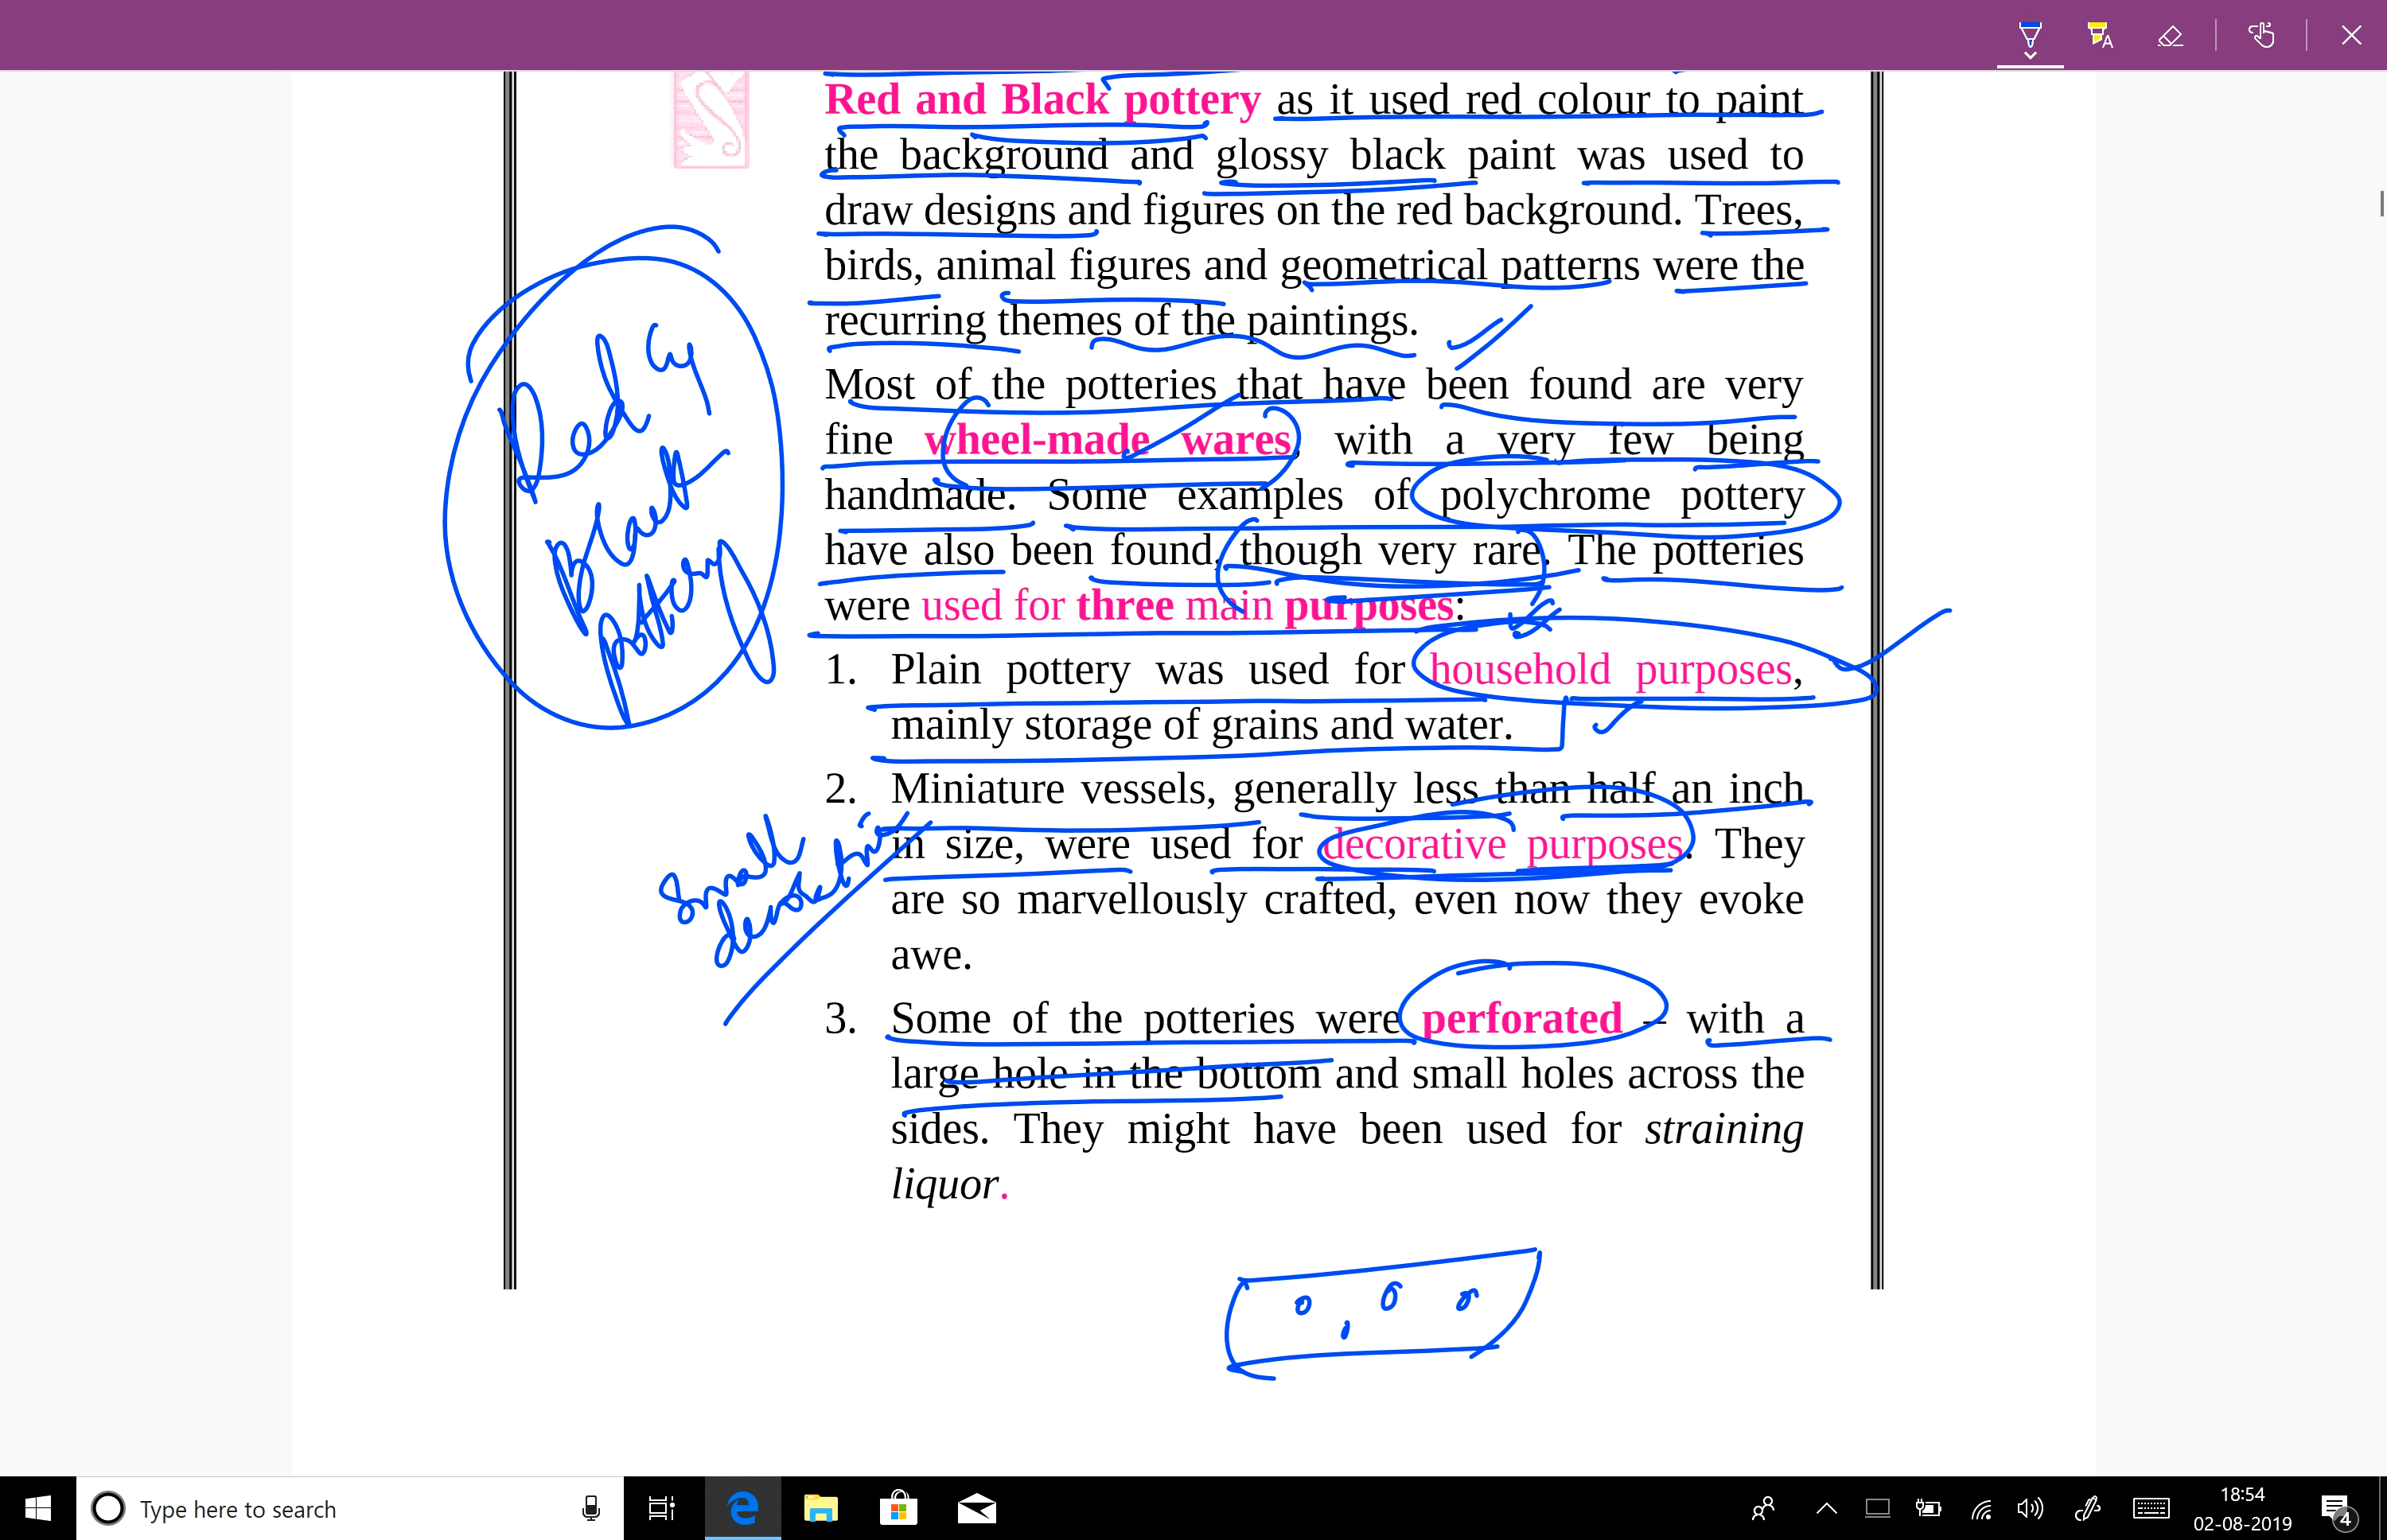 Red and Black pottery as it used red colour to paint
the background and glossy black paint was used to
draw designs and figures on the red background. Trees,
birds, animal figures and geometrical patterns were the
recurring themes of the paintings.
Most of the potteries that have been found are very
fine wheel-made wares, with a very few being
handmade. Some examples of polychrome pottery
have also been found, though very rare. The potteries
were used for three main purposes:
1. Plain pottery was used for household purposes,
mainly storage of grains and water.
2. Miniature vessels, generally less than half an inch
in size, were used for decorative purposes. They
are so marvellously crafted, even now they evoke
awe.
3. Some of the potteries were perforated – with a
large hole in the bottom and small holes across the
sides. They might have been used for straining
liquor.
Red
pottery
small
Type here to search
18:54
02-08-2019
4